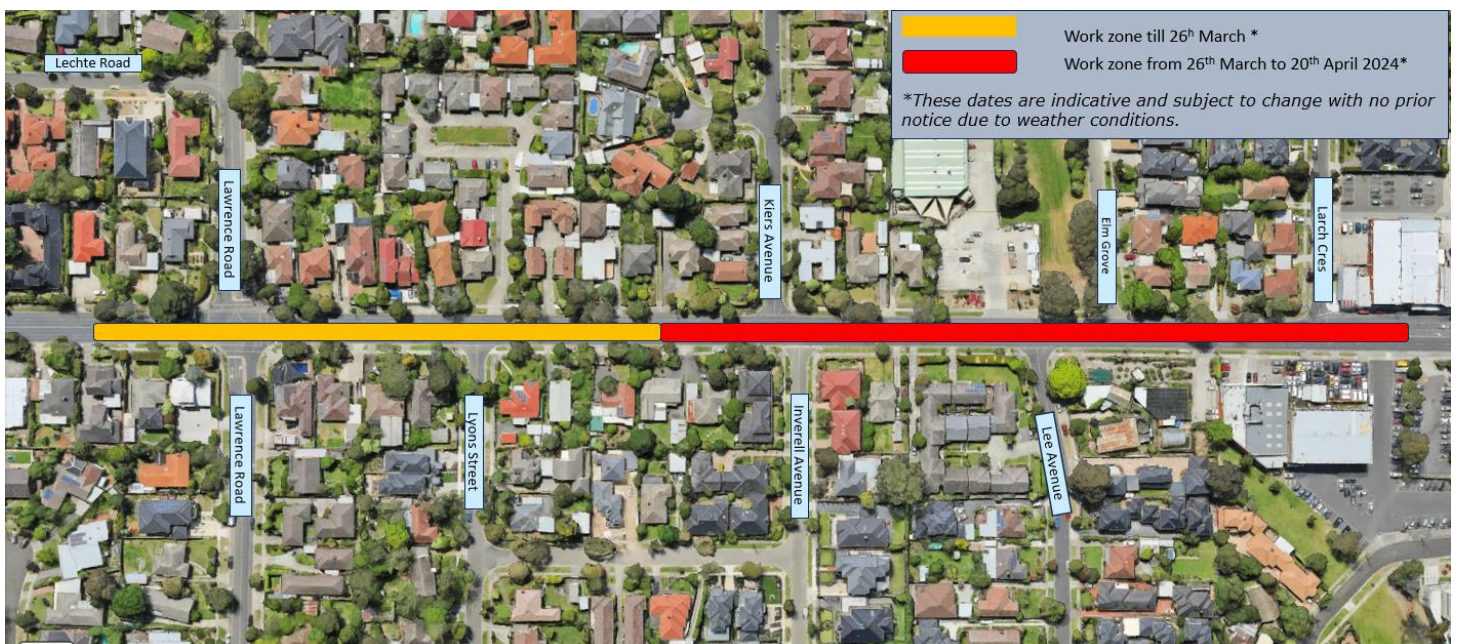 Work zone till 26ʰ March *
Work zone from 26ᵗʰ March to 20ᵗʰ April 2024*
*These dates are indicative and subject to change with no prior
notice due to weather conditions.
Lechte Road
Lawrence Road
Kiers Avenue
Elm Grove
Larch Cres
Lawrence Road
Lyons Street
Inverell Avenue
Lee Avenue